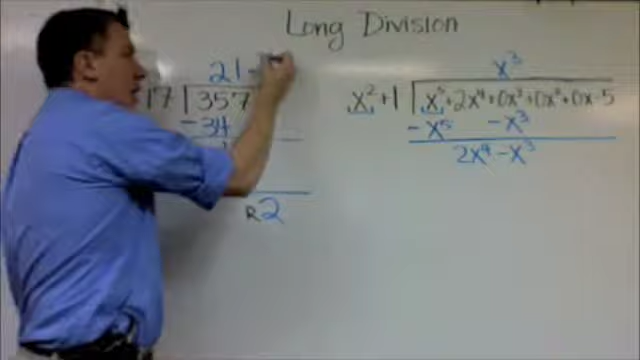 Long Division
21
17 357
- 34
R2
x³
x² + 1 x⁵ + 2x⁴ + 0x³ + 0x² + 0x - 5
- x⁵ - x³
2x⁴ - x³